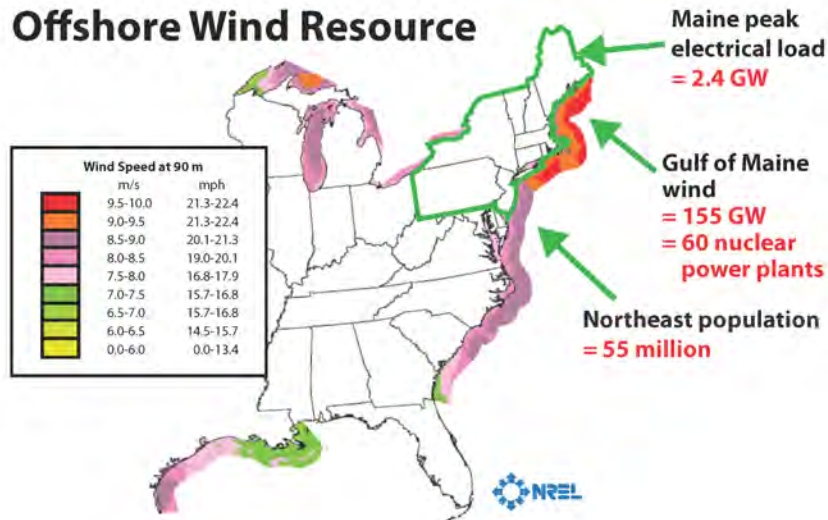 Offshore Wind Resource
Maine peak
electrical load
= 2.4 GW
Wind Speed at 90 m
m/s mph
9.5-10.0 21.3-22.4
9.0-9.5 21.3-22.4
8.5-9.0 20.1-21.3
8.0-8.5 19.0-20.1
7.5-8.0 16.8-17.9
7.0-7.5 15.7-16.8
6.5-7.0 15.7-16.8
6.0-6.5 14.5-15.7
0.0-6.0 0.0-13.4
Gulf of Maine
wind
= 155 GW
= 60 nuclear
power plants
Northeast population
= 55 million
NREL